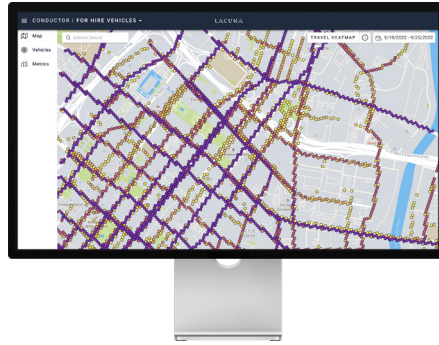 CONDUCTOR | FOR HIRE VEHICLES
LACUNA
Map
Address Search
TRAVEL HEATMAP
9/19/2022 - 9/25/2022
Vehicles
Metrics